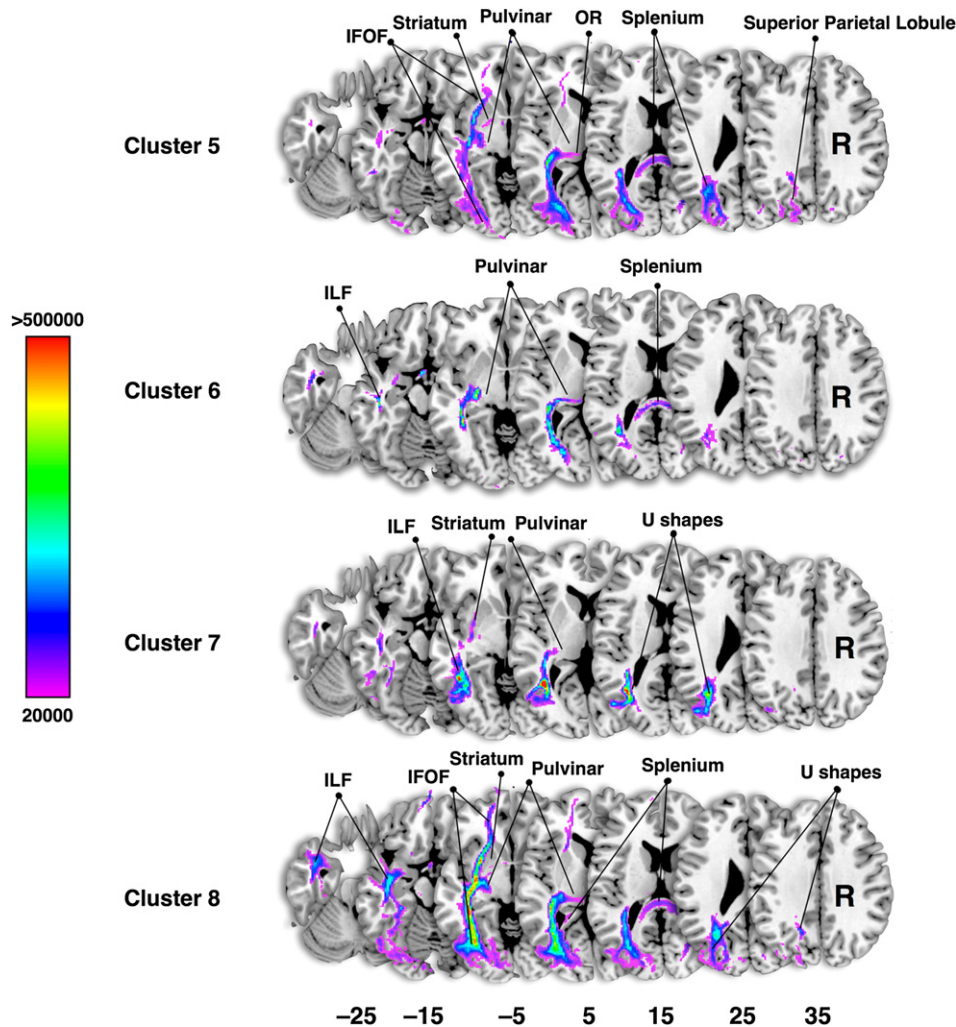 IFOF Striatum Pulvinar OR Splenium Superior Parietal Lobule
Cluster 5
R
ILF Pulvinar Splenium
Cluster 6
R
>500000
20000
ILF Striatum Pulvinar U shapes
Cluster 7
R
ILF IFOF Striatum Pulvinar Splenium U shapes
Cluster 8
R
–25 –15 –5 5 15 25 35